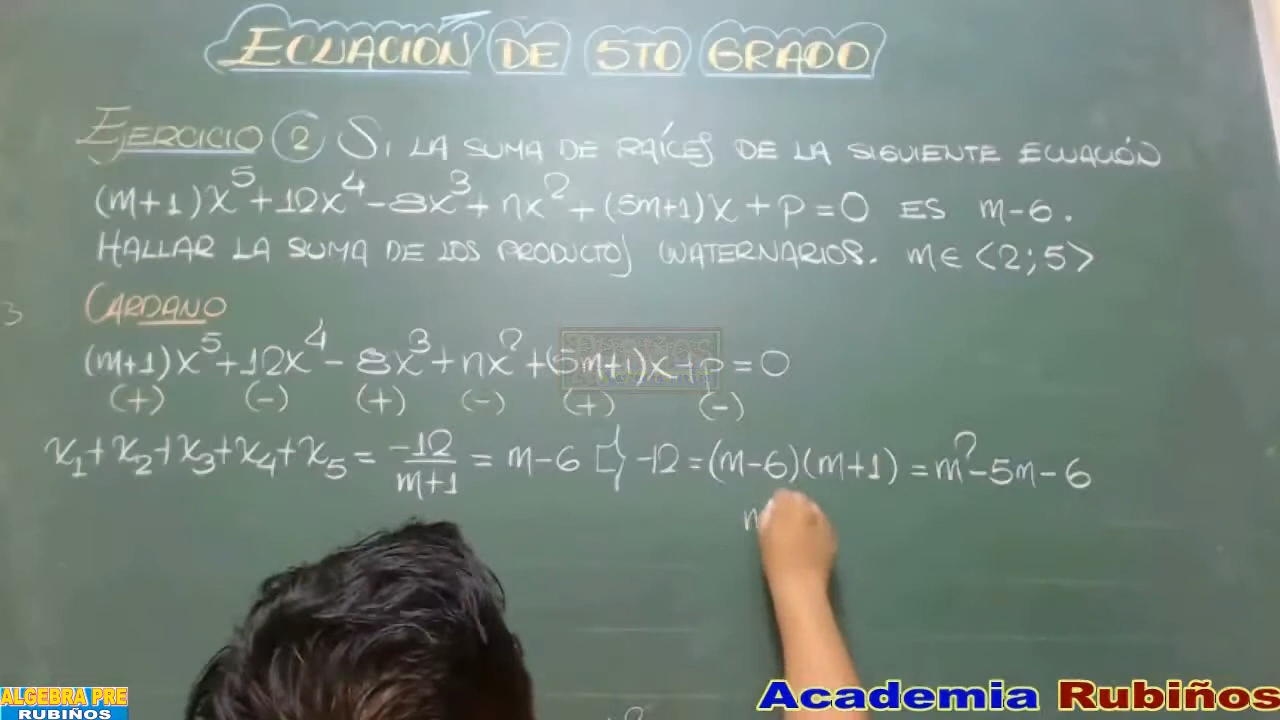 ECUACIÓN DE 5TO GRADO
EJERCICIO 2 SI LA SUMA DE RAÍCES DE LA SIGUIENTE ECUACIÓN
(m+1)x⁵+12x⁴-8x³+nx²+(5m+1)x+p=0 ES m-6.
HALLAR LA SUMA DE LOS PRODUCTOS CUATERNARIOS. m∈<2;5>
CARDANO
(m+1)x⁵+12x⁴-8x³+nx²+(5m+1)x+p=0
(+) (-) (+) (-) (+) (-)
x₁+x₂+x₃+x₄+x₅ = -12/m+1 = m-6 [} -12=(m-6)(m+1)=m²-5m-6
m
ALGEBRA PRE
RUBIÑOS
Academia Rubiños